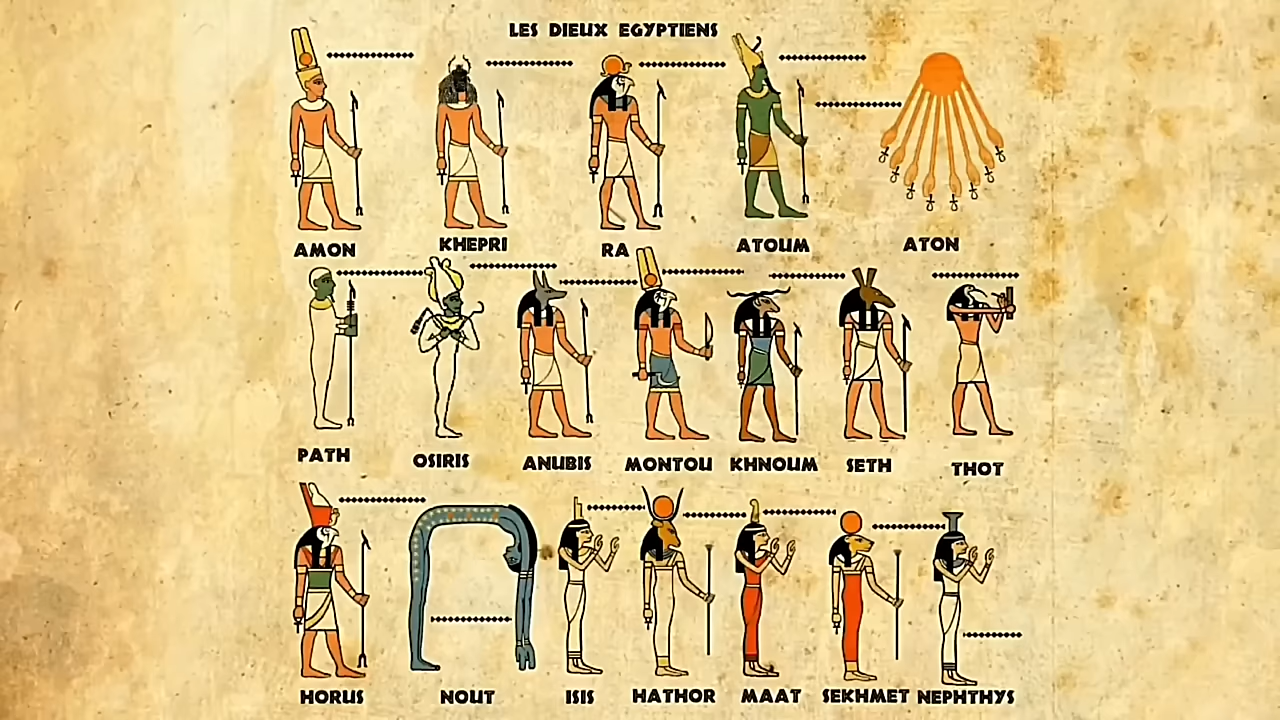 LES DIEUX EGYPTIENS
AMON KHEPRI RA ATOUM ATON
PATH OSIRIS ANUBIS MONTOU KHNOUM SETH THOT
HORUS NOUT ISIS HATHOR MAAT SEKHMET NEPHTHYS